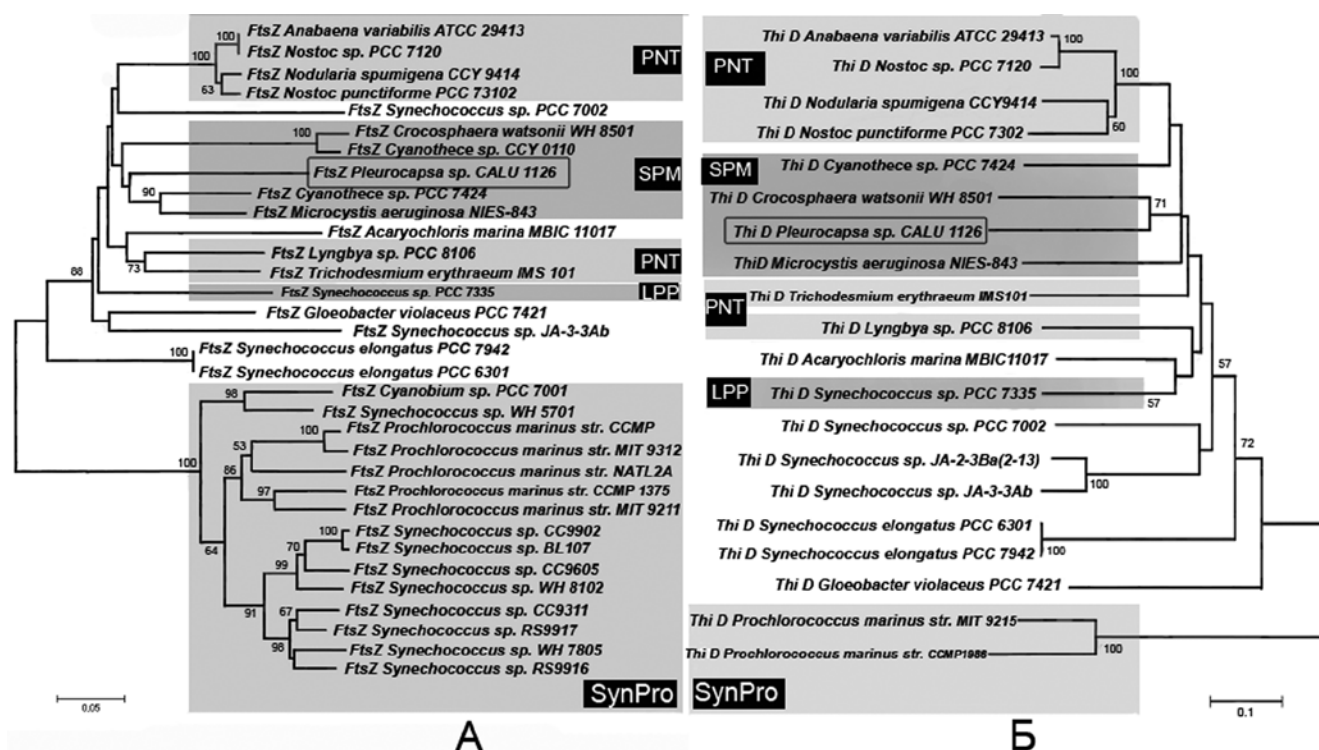 100
FtsZ Anabaena variabilis ATCC 29413
100
FtsZ Nostoc sp. PCC 7120
PNT
FtsZ Nodularia spumigena CCY 9414
63
FtsZ Nostoc punctiforme PCC 73102
FtsZ Synechococcus sp. PCC 7002
100
FtsZ Crocosphaera watsonii WH 8501
FtsZ Cyanothece sp. CCY 0110
FtsZ Pleurocapsa sp. CALU 1126
SPM
90
FtsZ Cyanothece sp. PCC 7424
FtsZ Microcystis aeruginosa NIES-843
FtsZ Acaryochloris marina MBIC 11017
FtsZ Lyngbya sp. PCC 8106
PNT
73
FtsZ Trichodesmium erythraeum IMS 101
88
FtsZ Synechococcus sp. PCC 7335
LPP
FtsZ Gloeobacter violaceus PCC 7421
FtsZ Synechococcus sp. JA-3-3Ab
100
FtsZ Synechococcus elongatus PCC 7942
FtsZ Synechococcus elongatus PCC 6301
98
FtsZ Cyanobium sp. PCC 7001
FtsZ Synechococcus sp. WH 5701
100
FtsZ Prochlorococcus marinus str. CCMP
53
FtsZ Prochlorococcus marinus str. MIT 9312
100
86
FtsZ Prochlorococcus marinus str. NATL2A
97
FtsZ Prochlorococcus marinus str. CCMP 1375
FtsZ Prochlorococcus marinus str. MIT 9211
100
FtsZ Synechococcus sp. CC9902
64
70
FtsZ Synechococcus sp. BL107
99
FtsZ Synechococcus sp. CC9605
FtsZ Synechococcus sp. WH 8102
91
67
FtsZ Synechococcus sp. CC9311
FtsZ Synechococcus sp. RS9917
98
FtsZ Synechococcus sp. WH 7805
FtsZ Synechococcus sp. RS9916
SynPro
0.05
А
Thi D Anabaena variabilis ATCC 29413
100
PNT
Thi D Nostoc sp. PCC 7120
100
Thi D Nodularia spumigena CCY9414
60
Thi D Nostoc punctiforme PCC 7302
SPM
Thi D Cyanothece sp. PCC 7424
Thi D Crocosphaera watsonii WH 8501
71
Thi D Pleurocapsa sp. CALU 1126
ThiD Microcystis aeruginosa NIES-843
Thi D Trichodesmium erythraeum IMS101
PNT
Thi D Lyngbya sp. PCC 8106
Thi D Acaryochloris marina MBIC11017
57
LPP
Thi D Synechococcus sp. PCC 7335
57
Thi D Synechococcus sp. PCC 7002
72
Thi D Synechococcus sp. JA-2-3Ba(2-13)
100
Thi D Synechococcus sp. JA-3-3Ab
Thi D Synechococcus elongatus PCC 6301
100
Thi D Synechococcus elongatus PCC 7942
Thi D Gloeobacter violaceus PCC 7421
Thi D Prochlorococcus marinus str. MIT 9215
100
Thi D Prochlorococcus marinus str. CCMP1986
SynPro
0.1
Б